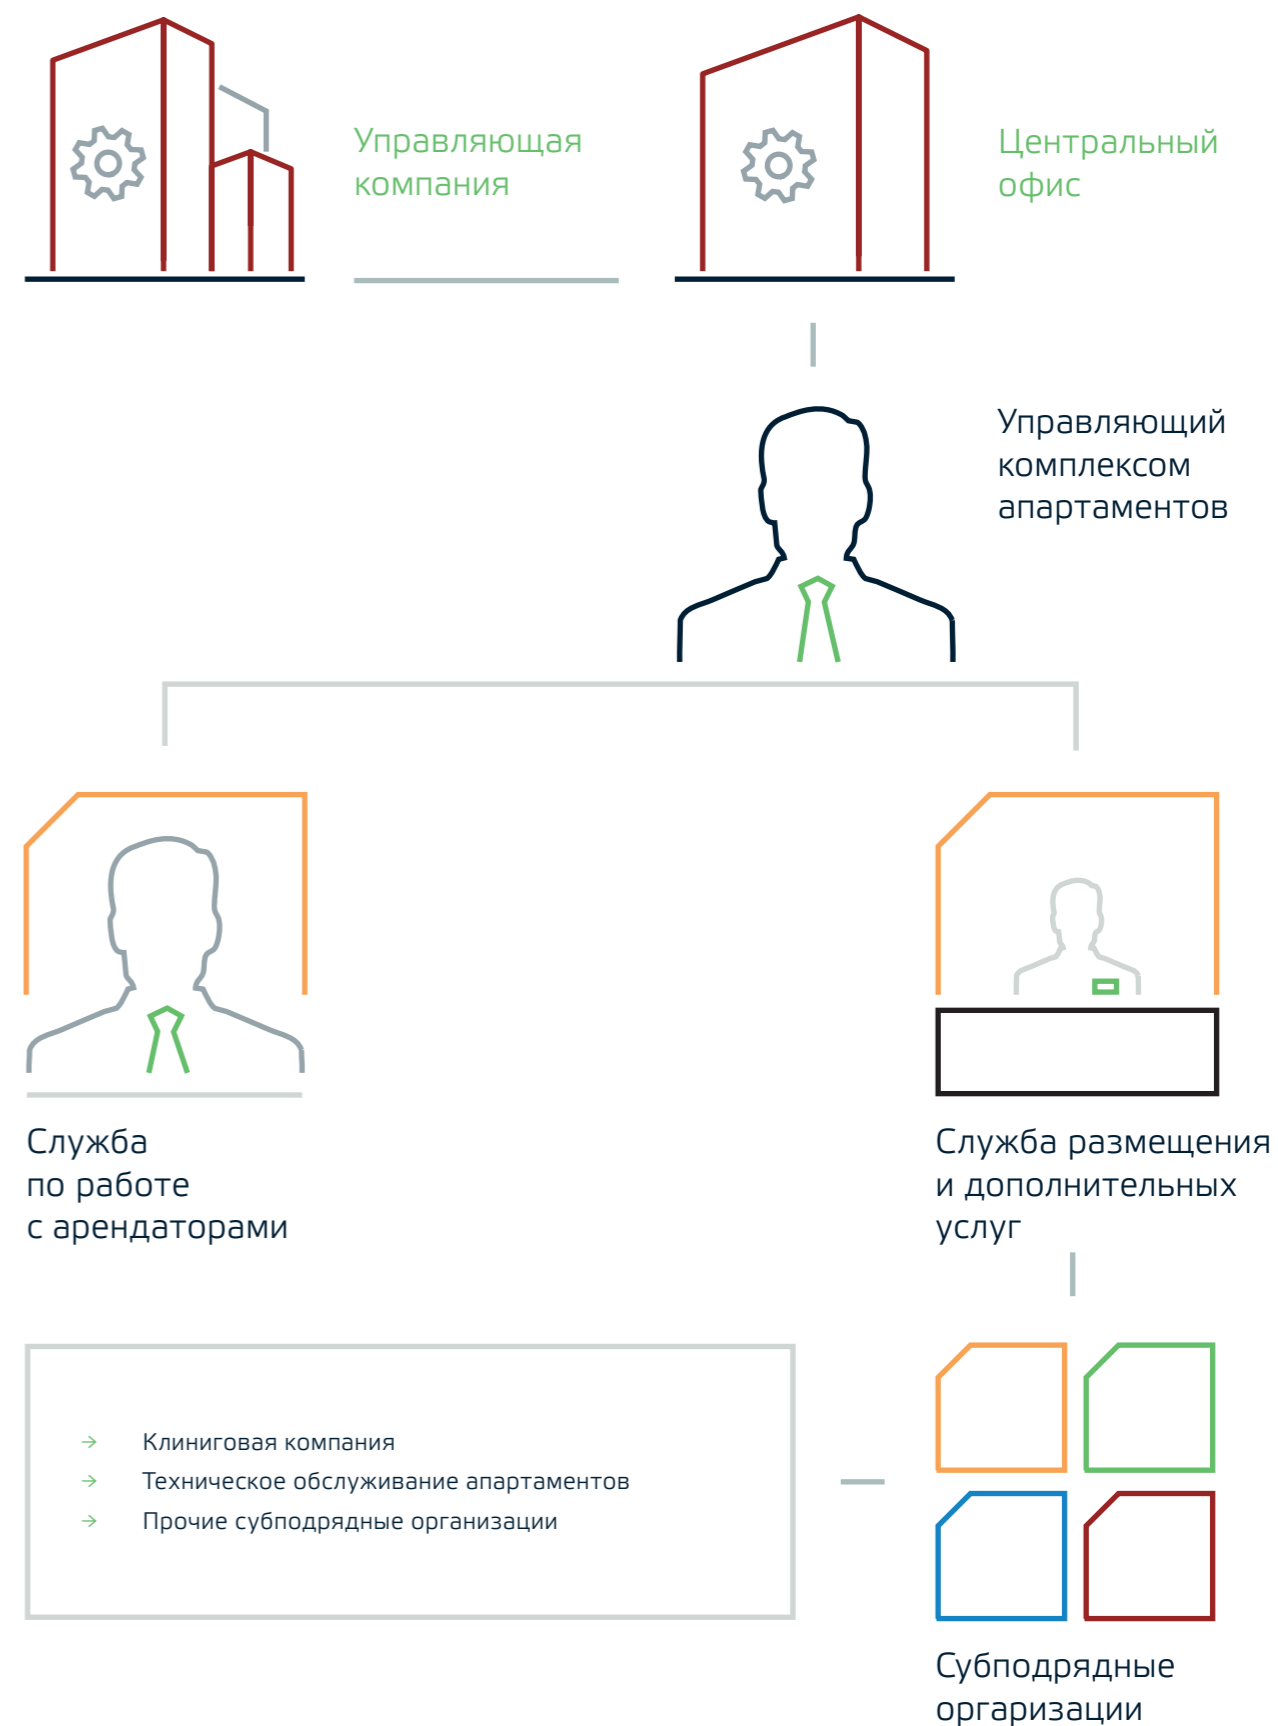 Управляющая
компания
Центральный
офис
Управляющий
комплексом
апартаментов
Служба
по работе
с арендаторами
Служба размещения
и дополнительных
услуг
→ Клининговая компания
→ Техническое обслуживание апартаментов
→ Прочие субподрядные организации
Субподрядные
оргаризации